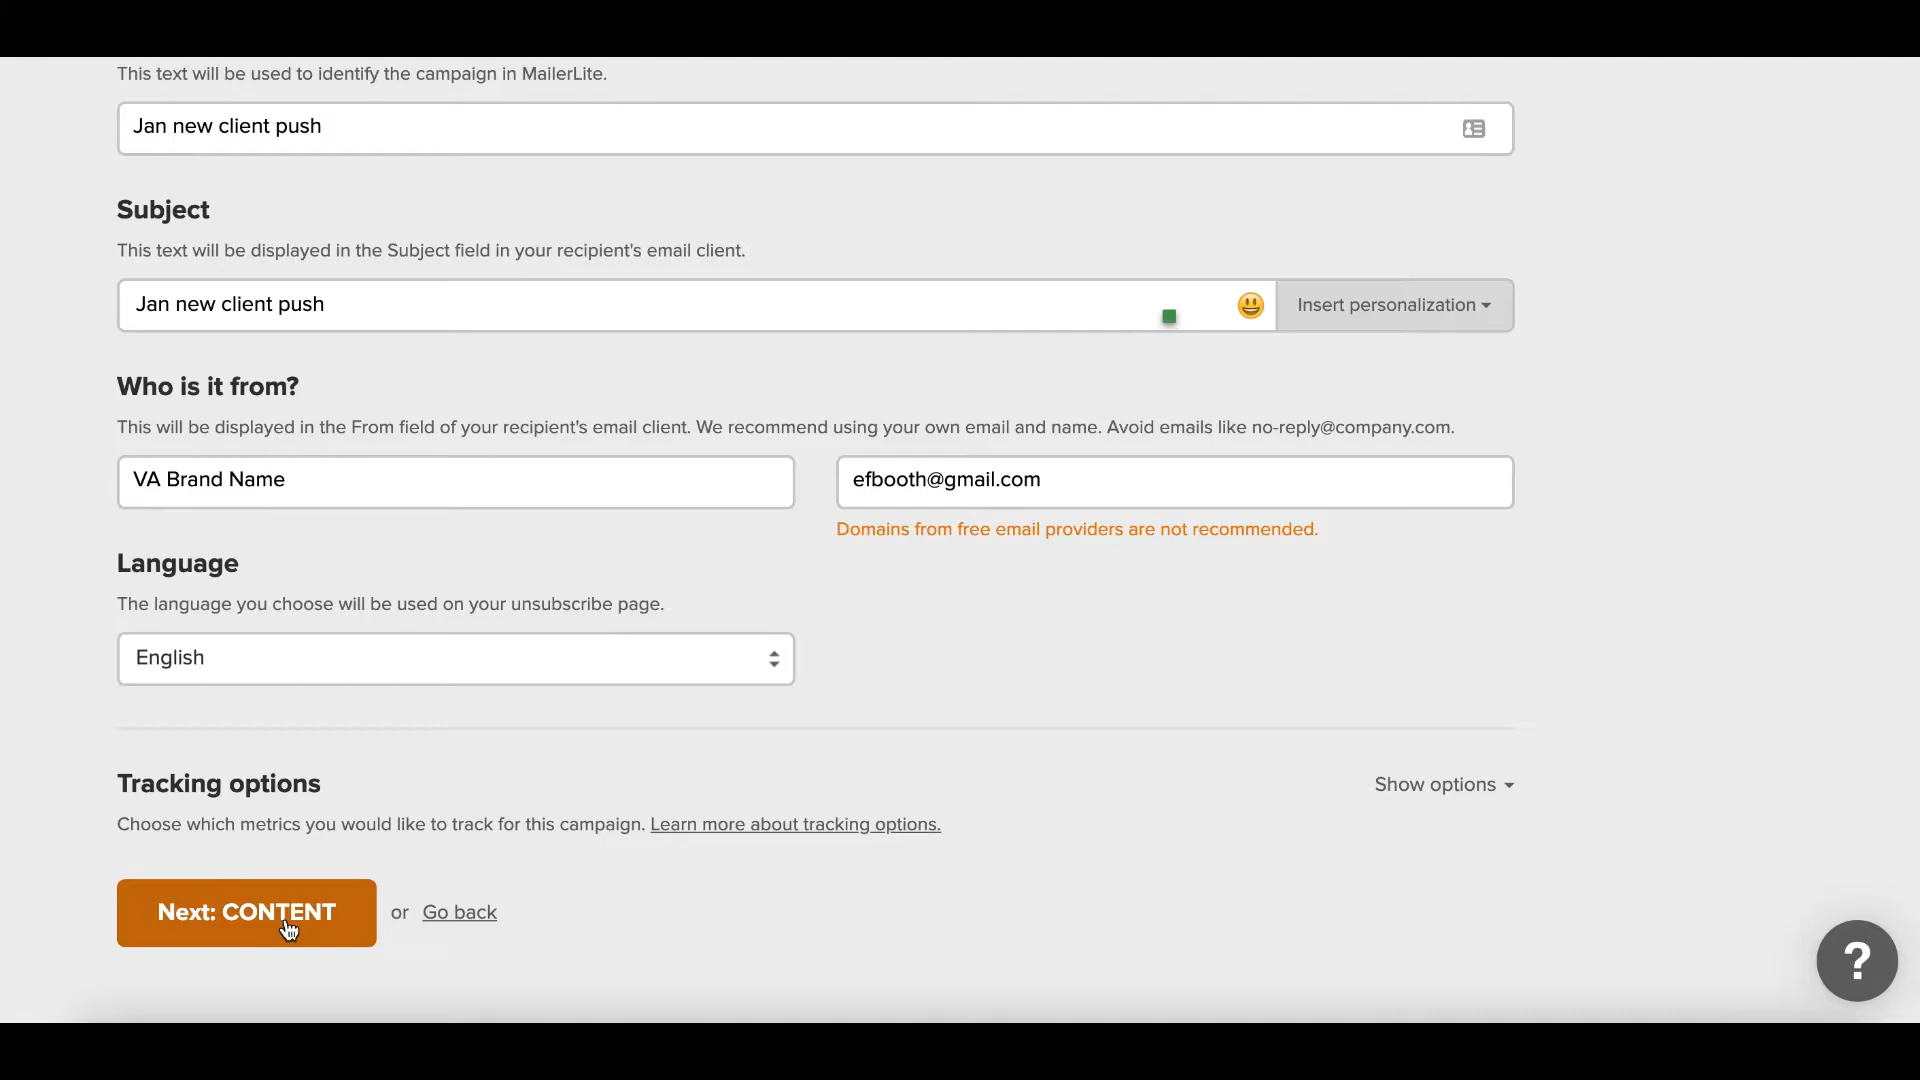 This text will be used to identify the campaign in MailerLite.
Jan new client push
Subject
This text will be displayed in the Subject field in your recipient's email client.
Jan new client push
Insert personalization
Who is it from?
This will be displayed in the From field of your recipient's email client. We recommend using your own email and name. Avoid emails like no-reply@company.com.
VA Brand Name
efbooth@gmail.com
Domains from free email providers are not recommended.
Language
The language you choose will be used on your unsubscribe page.
English
Tracking options
Show options
Choose which metrics you would like to track for this campaign. Learn more about tracking options.
Next: CONTENT or Go back
?